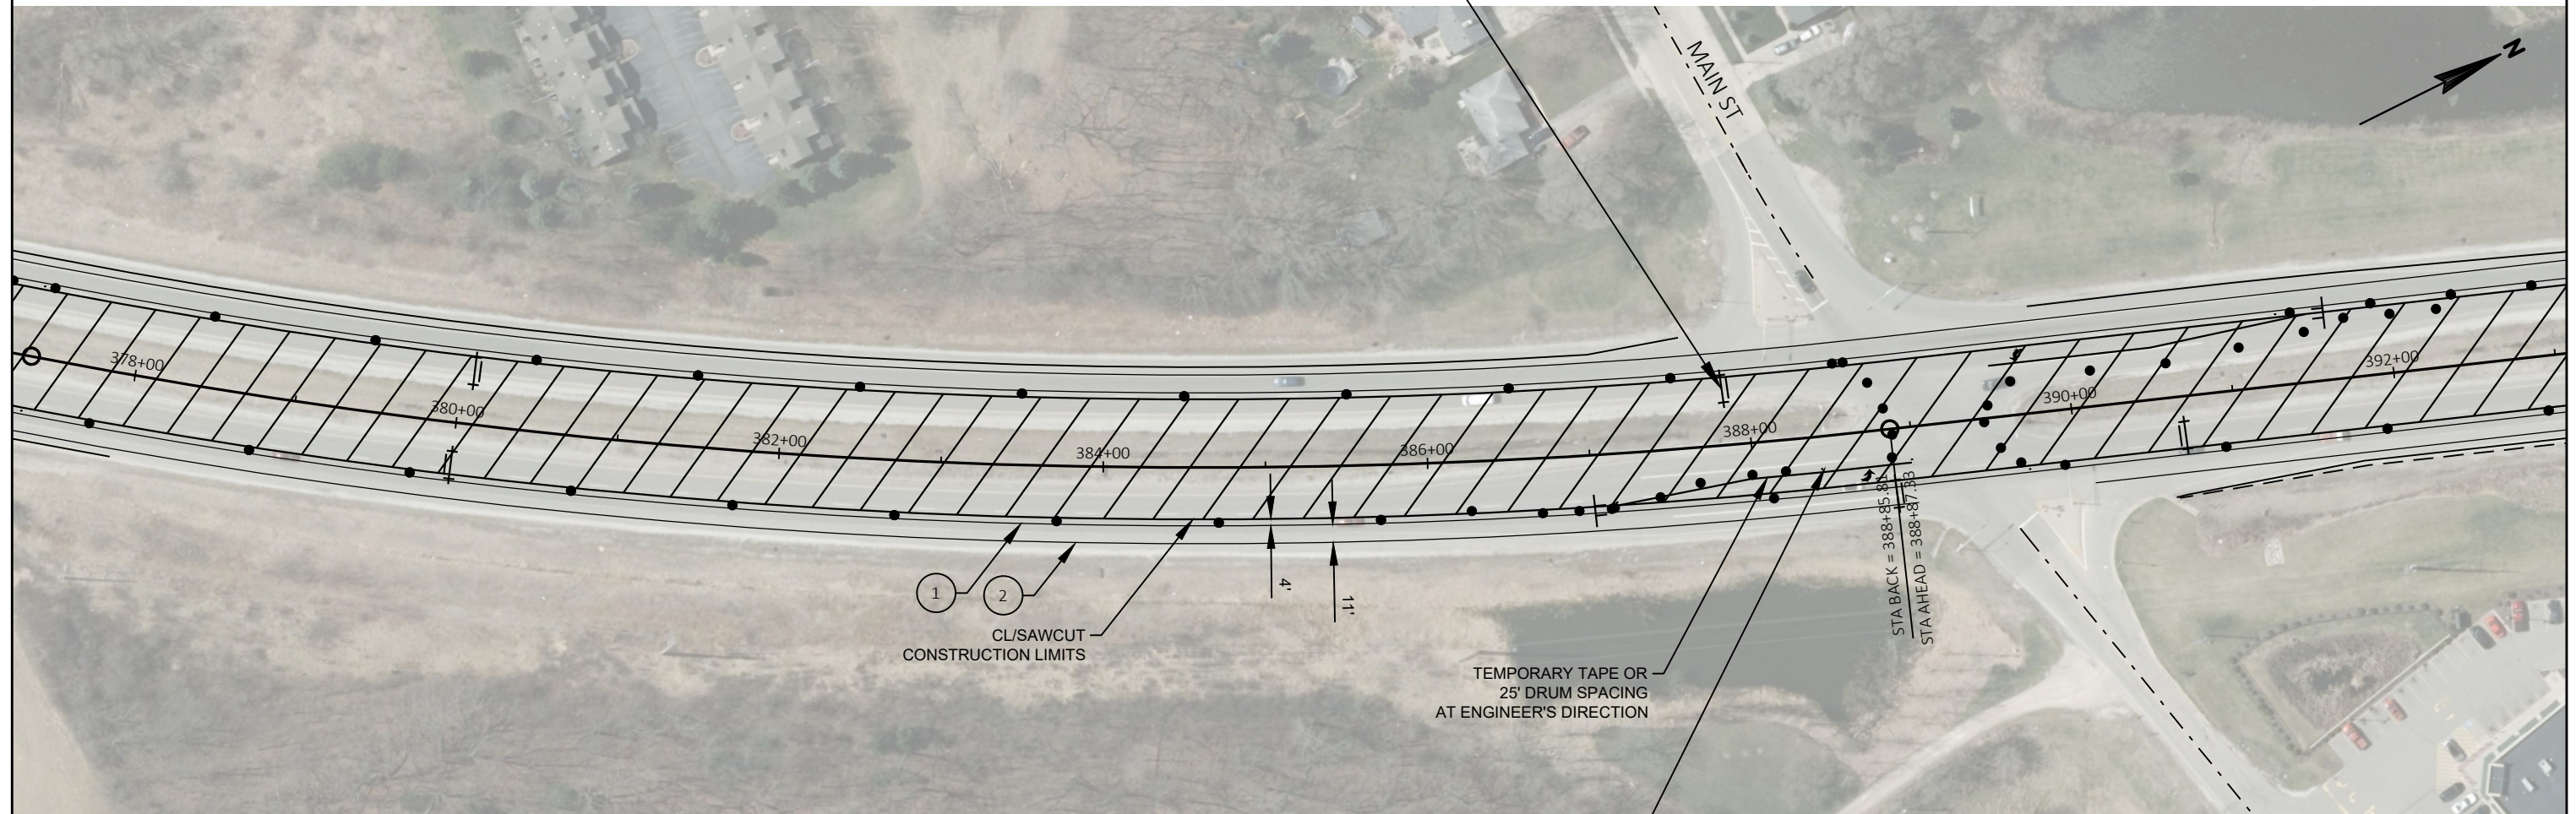 MAIN ST
N
378+00
380+00
382+00
384+00
386+00
388+00
390+00
392+00
1
2
CL/SAWCUT
CONSTRUCTION LIMITS
4'
11'
TEMPORARY TAPE OR
25' DRUM SPACING
AT ENGINEER'S DIRECTION
STA BACK = 388+85.81
STA AHEAD = 388+87.33